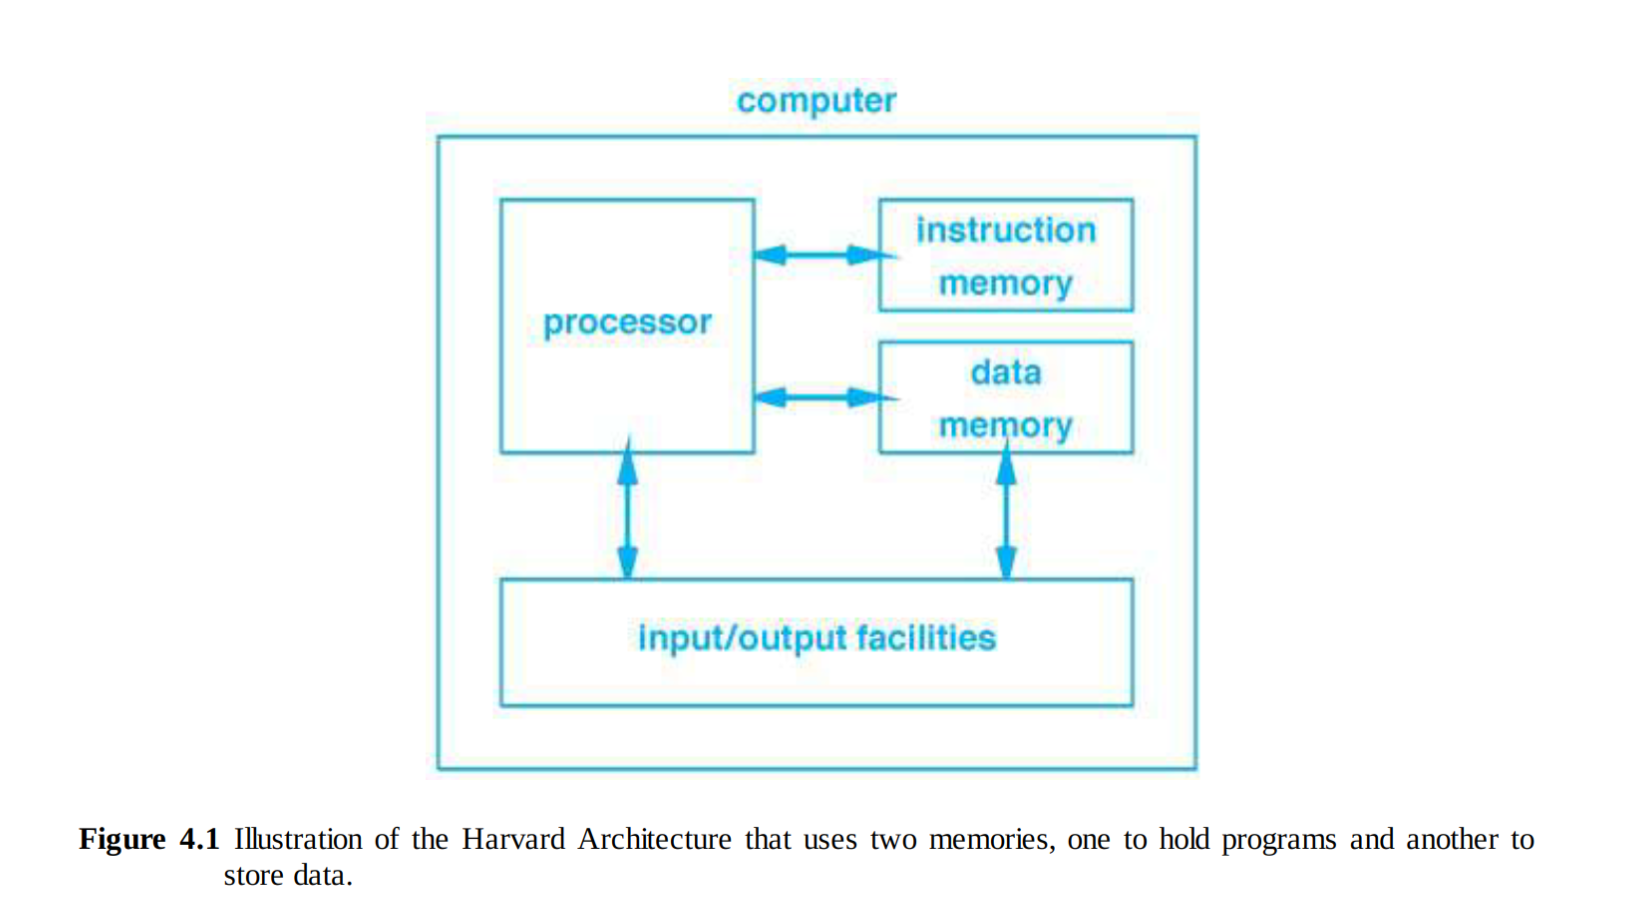 computer
processor
instruction
memory
data
memory
input/output facilities
Figure 4.1 Illustration of the Harvard Architecture that uses two memories, one to hold programs and another to
store data.